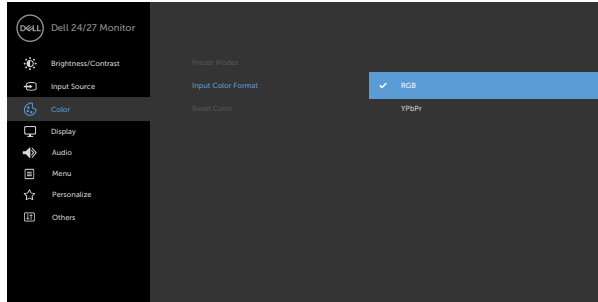 DELL Dell 24/27 Monitor
Brightness/Contrast
Input Source
Color
Display
Audio
Menu
Personalize
Others
Preset Modes
Input Color Format
Reset Color
RGB
YPbPr